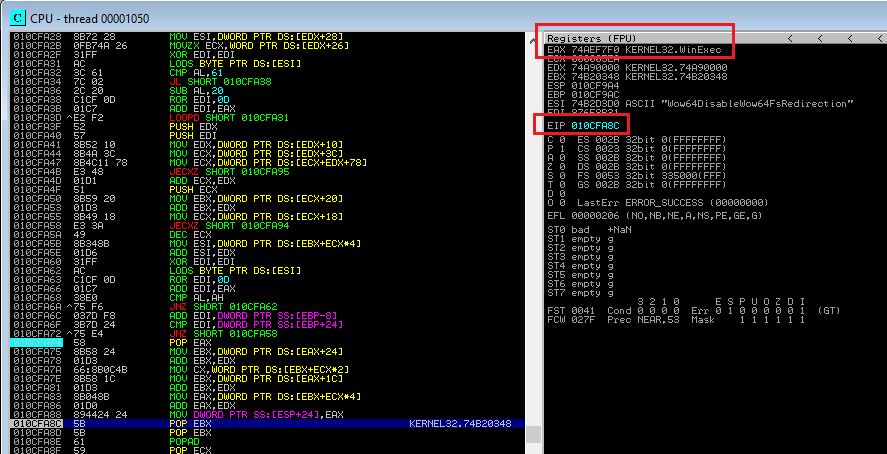 CPU - thread 00001050
010CFA28 8B72 28 MOV ESI,DWORD PTR DS:[EDX+28]
010CFA2B 0FB74A 26 MOVZX ECX,WORD PTR DS:[EDX+26]
010CFA2F 31FF XOR EDI,EDI
010CFA31 AC LODS BYTE PTR DS:[ESI]
010CFA32 3C 61 CMP AL,61
010CFA34 7C 02 JL SHORT 010CFA38
010CFA36 2C 20 SUB AL,20
010CFA38 C1CF 0D ROR EDI,0D
010CFA3B 01C7 ADD EDI,EAX
010CFA3D ^E2 F2 LOOPD SHORT 010CFA31
010CFA3F 52 PUSH EDX
010CFA40 57 PUSH EDI
010CFA41 8B52 10 MOV EDX,DWORD PTR DS:[EDX+10]
010CFA44 8B4A 3C MOV ECX,DWORD PTR DS:[EDX+3C]
010CFA47 8B4C11 78 MOV ECX,DWORD PTR DS:[ECX+EDX+78]
010CFA4B E3 48 JECXZ SHORT 010CFA95
010CFA4D 01D1 ADD ECX,EDX
010CFA4F 51 PUSH ECX
010CFA50 8B59 20 MOV EBX,DWORD PTR DS:[ECX+20]
010CFA53 01D3 ADD EBX,EDX
010CFA55 8B49 18 MOV ECX,DWORD PTR DS:[ECX+18]
010CFA58 E3 3A JECXZ SHORT 010CFA94
010CFA5A 49 DEC ECX
010CFA5B 8B348B MOV ESI,DWORD PTR DS:[EBX+ECX*4]
010CFA5E 01D6 ADD ESI,EDX
010CFA60 31FF XOR EDI,EDI
010CFA62 AC LODS BYTE PTR DS:[ESI]
010CFA63 C1CF 0D ROR EDI,0D
010CFA66 01C7 ADD EDI,EAX
010CFA68 38E0 CMP AL,AH
010CFA6A ^75 F6 JNZ SHORT 010CFA62
010CFA6C 037D F8 ADD EDI,DWORD PTR SS:[EBP-8]
010CFA6F 3B7D 24 CMP EDI,DWORD PTR SS:[EBP+24]
010CFA72 ^75 E4 JNZ SHORT 010CFA58
58 POP EAX
010CFA75 8B58 24 MOV EBX,DWORD PTR DS:[EAX+24]
010CFA78 01D3 ADD EBX,EDX
010CFA7A 66:8B0C4B MOV CX,WORD PTR DS:[EBX+ECX*2]
010CFA7E 8B58 1C MOV EBX,DWORD PTR DS:[EAX+1C]
010CFA81 01D3 ADD EBX,EDX
010CFA83 8B048B MOV EAX,DWORD PTR DS:[EBX+ECX*4]
010CFA86 01D0 ADD EAX,EDX
010CFA88 894424 24 MOV DWORD PTR SS:[ESP+24],EAX
010CFA8C 5B POP EBX KERNEL32.74B20348
010CFA8D 5B POP EBX
010CFA8E 61 POPAD
010CFA8F 59 POP ECX
Registers (FPU) < < < <
EAX 74AEF7F0 KERNEL32.WinExec
EDX 74A90000 KERNEL32.74A90000
EBX 74B20348 KERNEL32.74B20348
ESP 010CF9A4
EBP 010CF9AC
ESI 74B2D3D0 ASCII "Wow64DisableWow64FsRedirection"
EIP 010CFA8C
C 0 ES 002B 32bit 0(FFFFFFFF)
P 1 CS 0023 32bit 0(FFFFFFFF)
A 0 SS 002B 32bit 0(FFFFFFFF)
Z 0 DS 002B 32bit 0(FFFFFFFF)
S 0 FS 0053 32bit 335000(FFF)
T 0 GS 002B 32bit 0(FFFFFFFF)
D 0
O 0 LastErr ERROR_SUCCESS (00000000)
EFL 00000206 (NO,NB,NE,A,NS,PE,GE,G)
ST0 bad +NaN
ST1 empty g
ST2 empty g
ST3 empty g
ST4 empty g
ST5 empty g
ST6 empty g
ST7 empty g
3 2 1 0 E S P U O Z D I
FST 0041 Cond 0 0 0 0 Err 0 1 0 0 0 0 0 1 (GT)
FCW 027F Prec NEAR,53 Mask 1 1 1 1 1 1